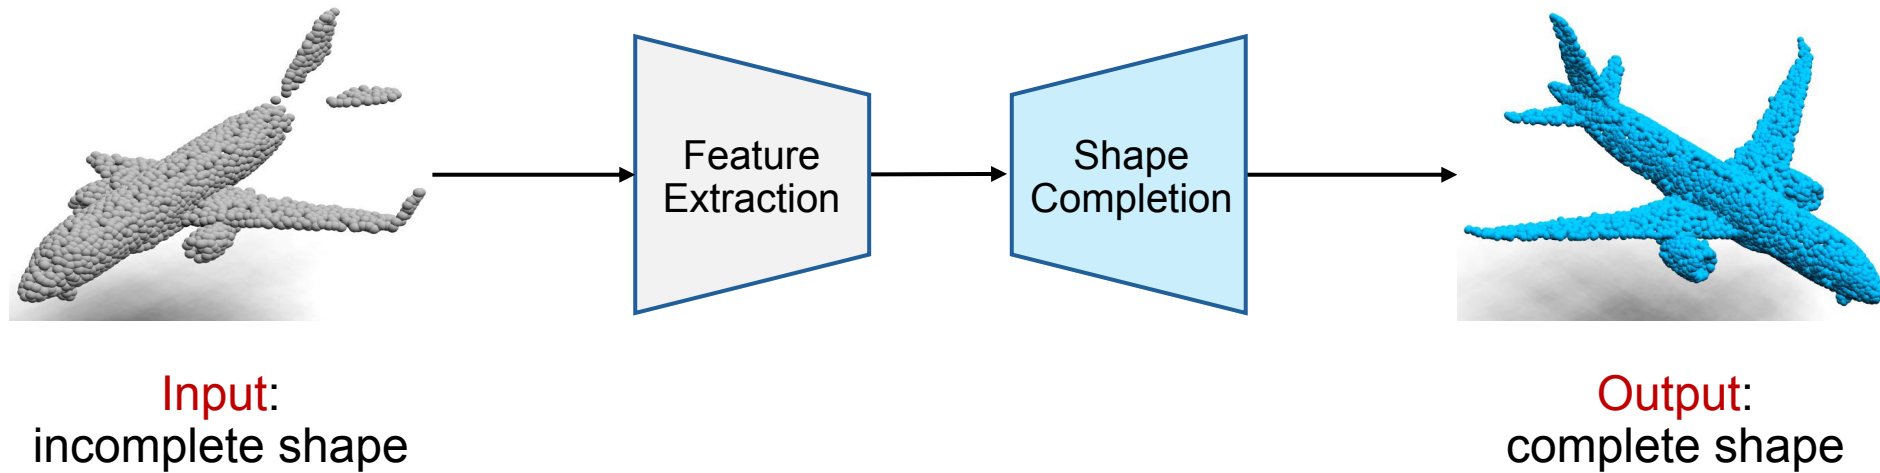 Feature
Extraction
Shape
Completion
Input:
incomplete shape
Output:
complete shape